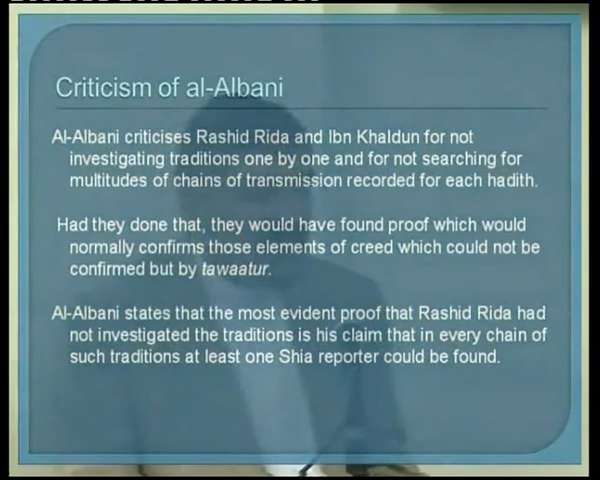 Criticism of al-Albani
Al-Albani criticises Rashid Rida and Ibn Khaldun for not
investigating traditions one by one and for not searching for
multitudes of chains of transmission recorded for each hadith.
Had they done that, they would have found proof which would
normally confirms those elements of creed which could not be
confirmed but by tawaatur.
Al-Albani states that the most evident proof that Rashid Rida had
not investigated the traditions is his claim that in every chain of
such traditions at least one Shia reporter could be found.